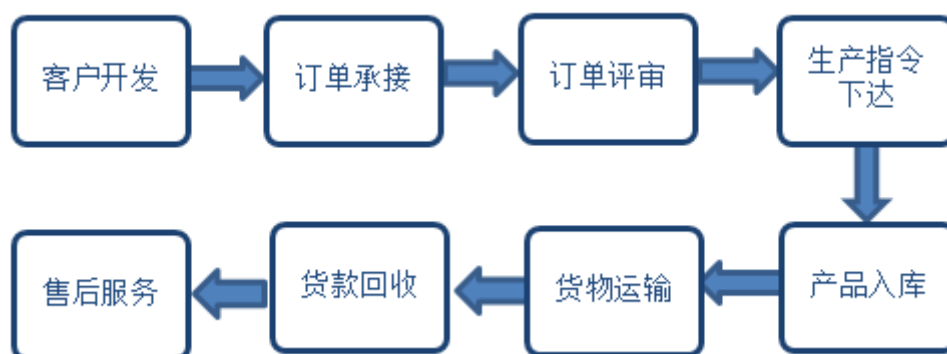 客户开发
订单承接
订单评审
生产指令
下达
产品入库
货物运输
货款回收
售后服务